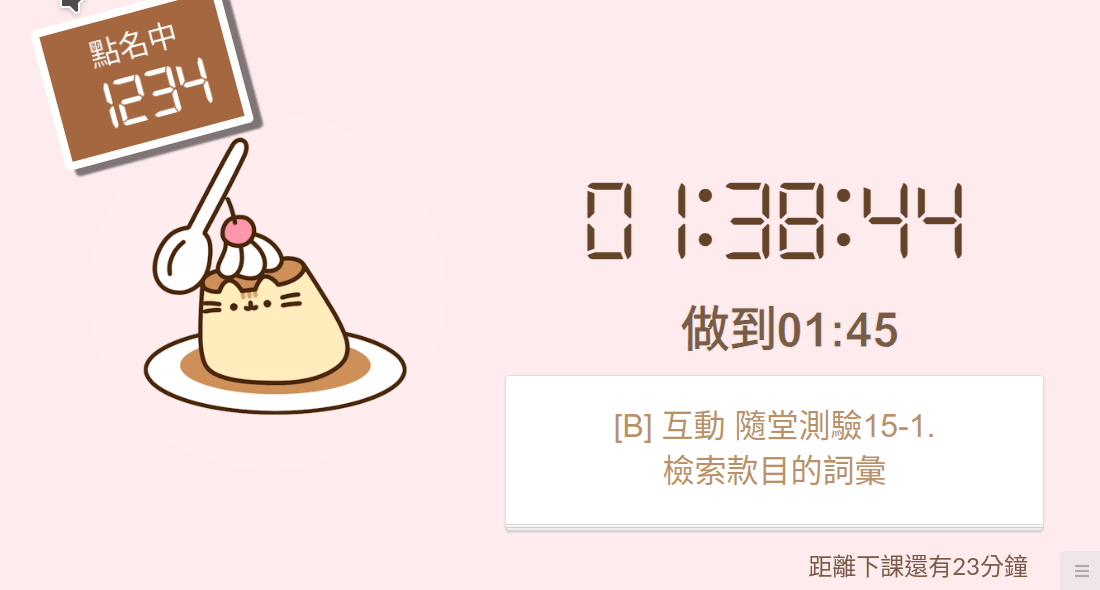 點名中
1234
01:38:44
做到01:45
[B] 互動 隨堂測驗15-1.
檢索款目的詞彙
距離下課還有23分鐘